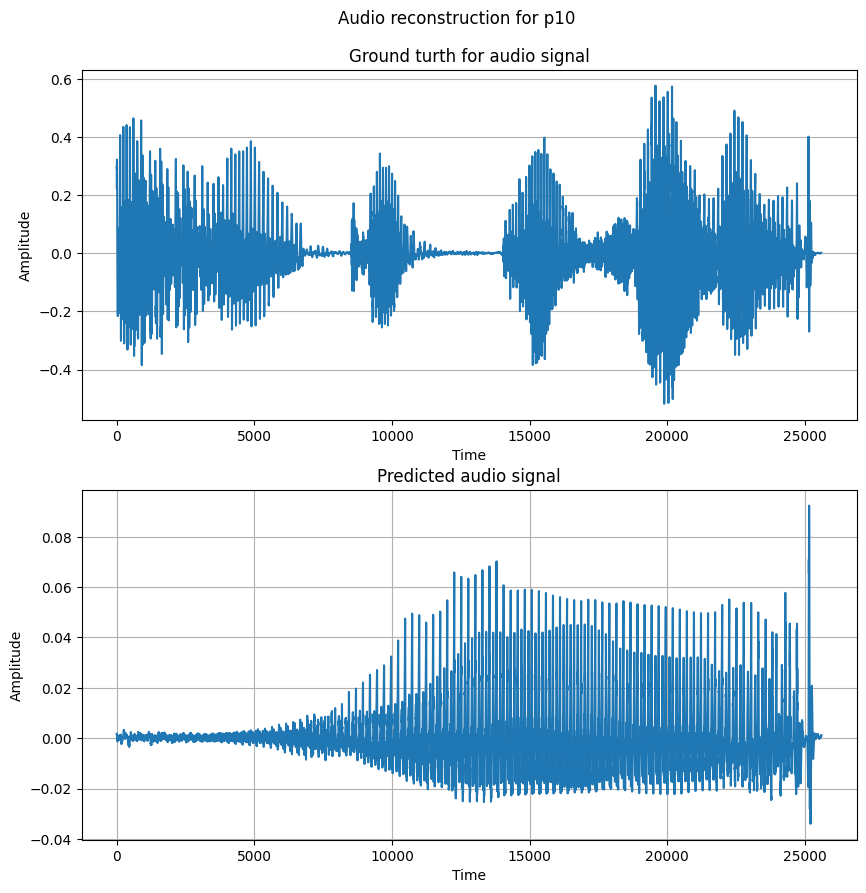 Audio reconstruction for p10
Ground turth for audio signal
0.6
0.4
0.2
0.0
−0.2
−0.4
Amplitude
0 5000 10000 15000 20000 25000
Time
Predicted audio signal
0.08
0.06
0.04
0.02
0.00
−0.02
−0.04
Amplitude
0 5000 10000 15000 20000 25000
Time